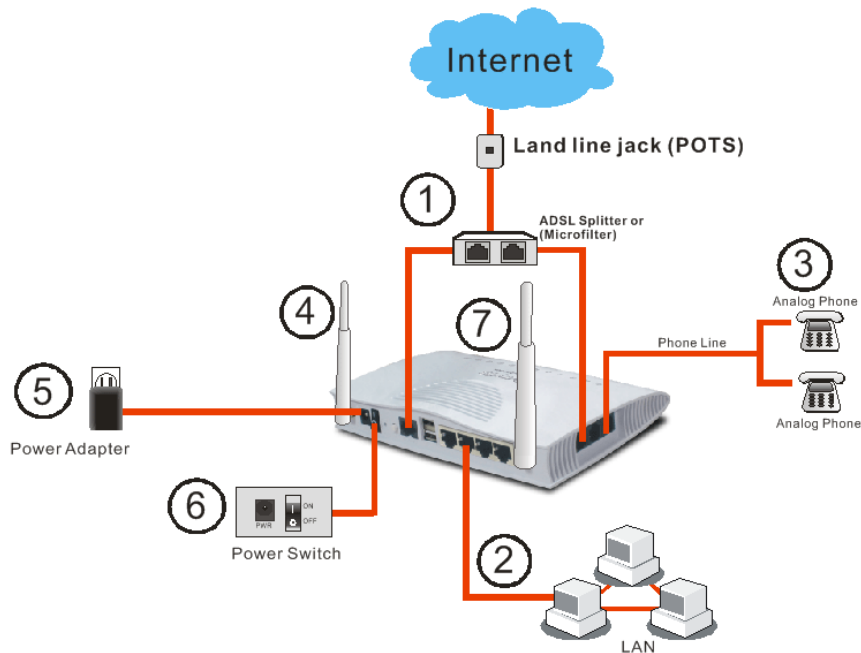 Internet
Land line jack (POTS)
1
ADSL Splitter or
(Microfilter)
3
Analog Phone
4
7
Phone Line
5
Analog Phone
Power Adapter
6
PWR
ON
OFF
Power Switch
2
LAN